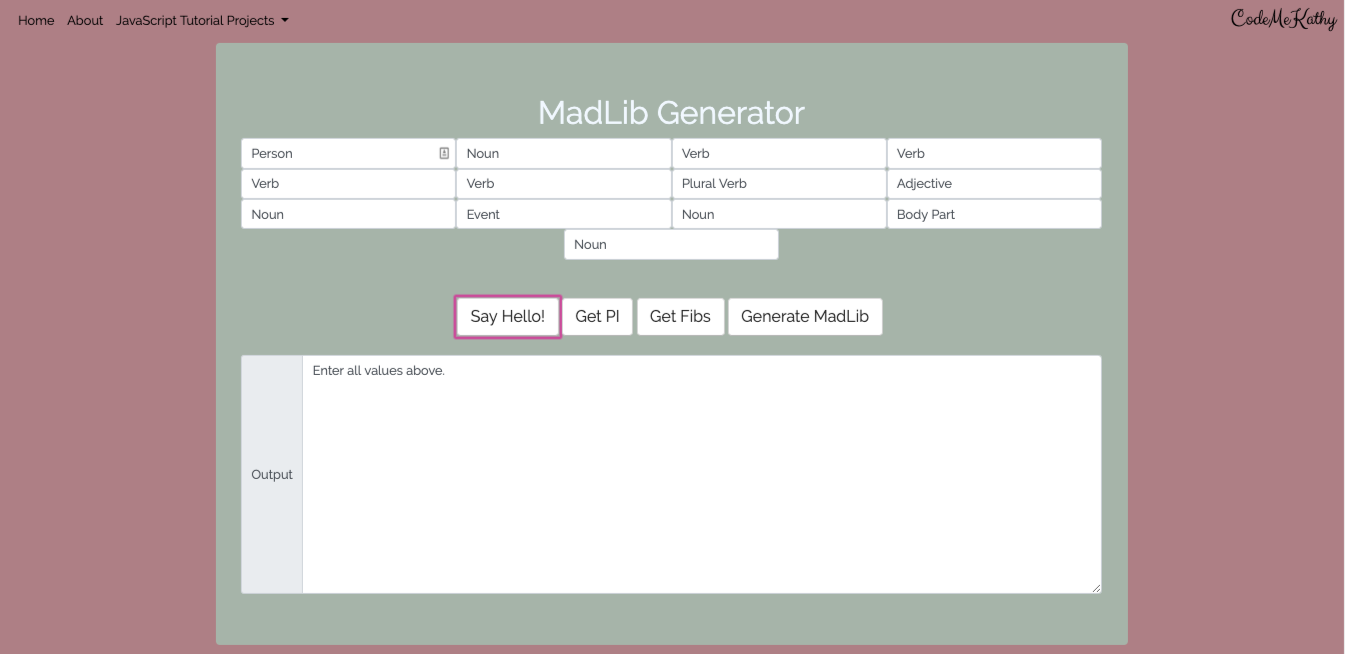 Home About JavaScript Tutorial Projects CodeMeKathy
MadLib Generator
Person Noun Verb Verb
Verb Verb Plural Verb Adjective
Noun Event Noun Body Part
Noun
Say Hello! Get PI Get Fibs Generate MadLib
Enter all values above.
Output